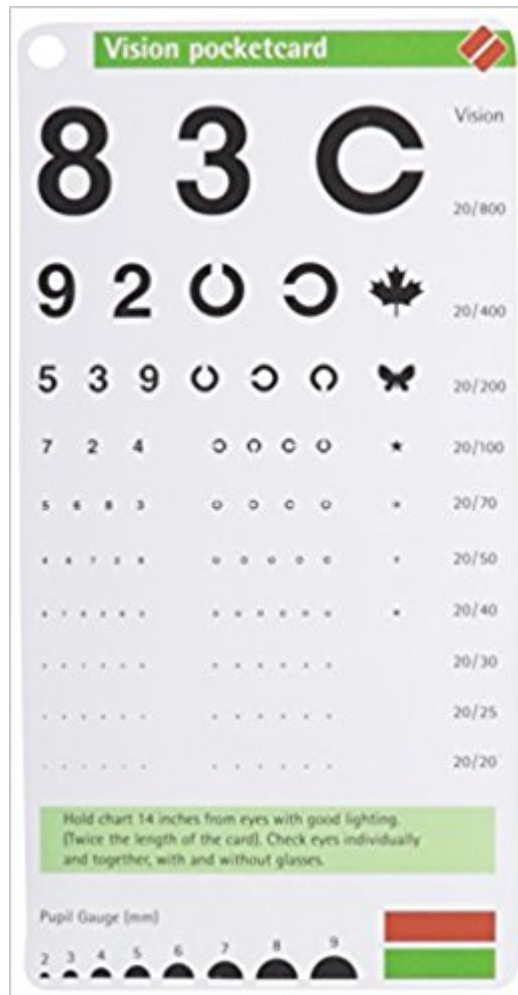 Vision pocketcard
Vision
8 3 C
20/800
9 2
20/400
5 3 9
20/200
7 2 4
20/100
5 6 8 3
20/70
20/50
20/40
20/30
20/25
20/20
Hold chart 14 inches from eyes with good lighting.
(Twice the length of the card). Check eyes individually
and together, with and without glasses.
Pupil Gauge (mm)
2 3 4 5 6 7 8 9